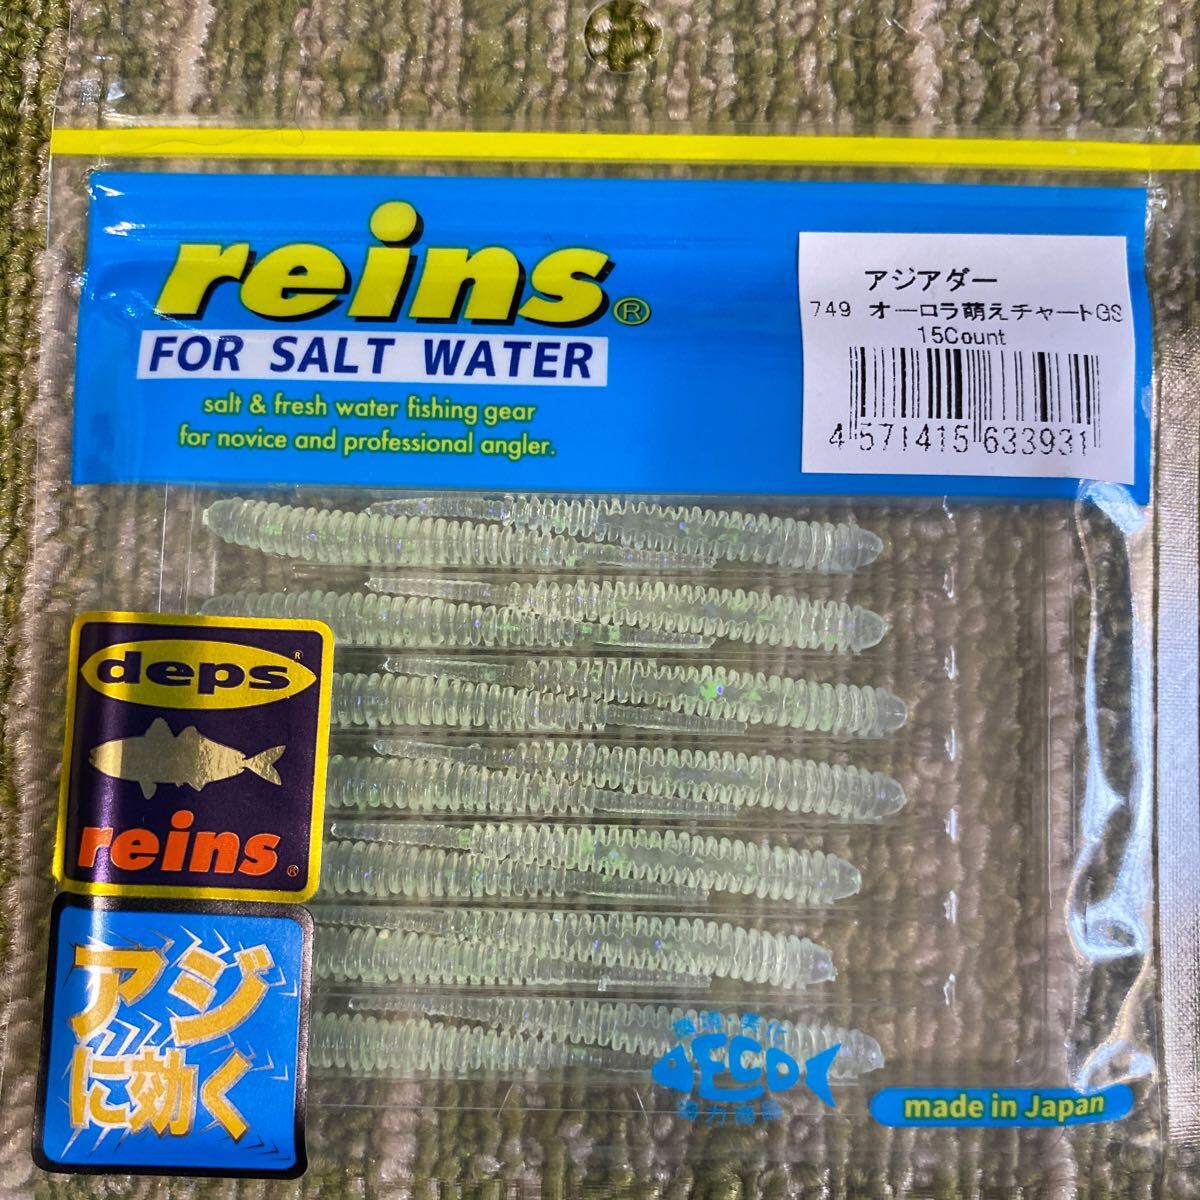 reins®
FOR SALT WATER
salt & fresh water fishing gear
for novice and professional angler.
アジアダー
749 オーロラ萌えチャートGS
15Count
4 571415 633931
deps®
reins®
アジ
に効く
ECO
made in Japan